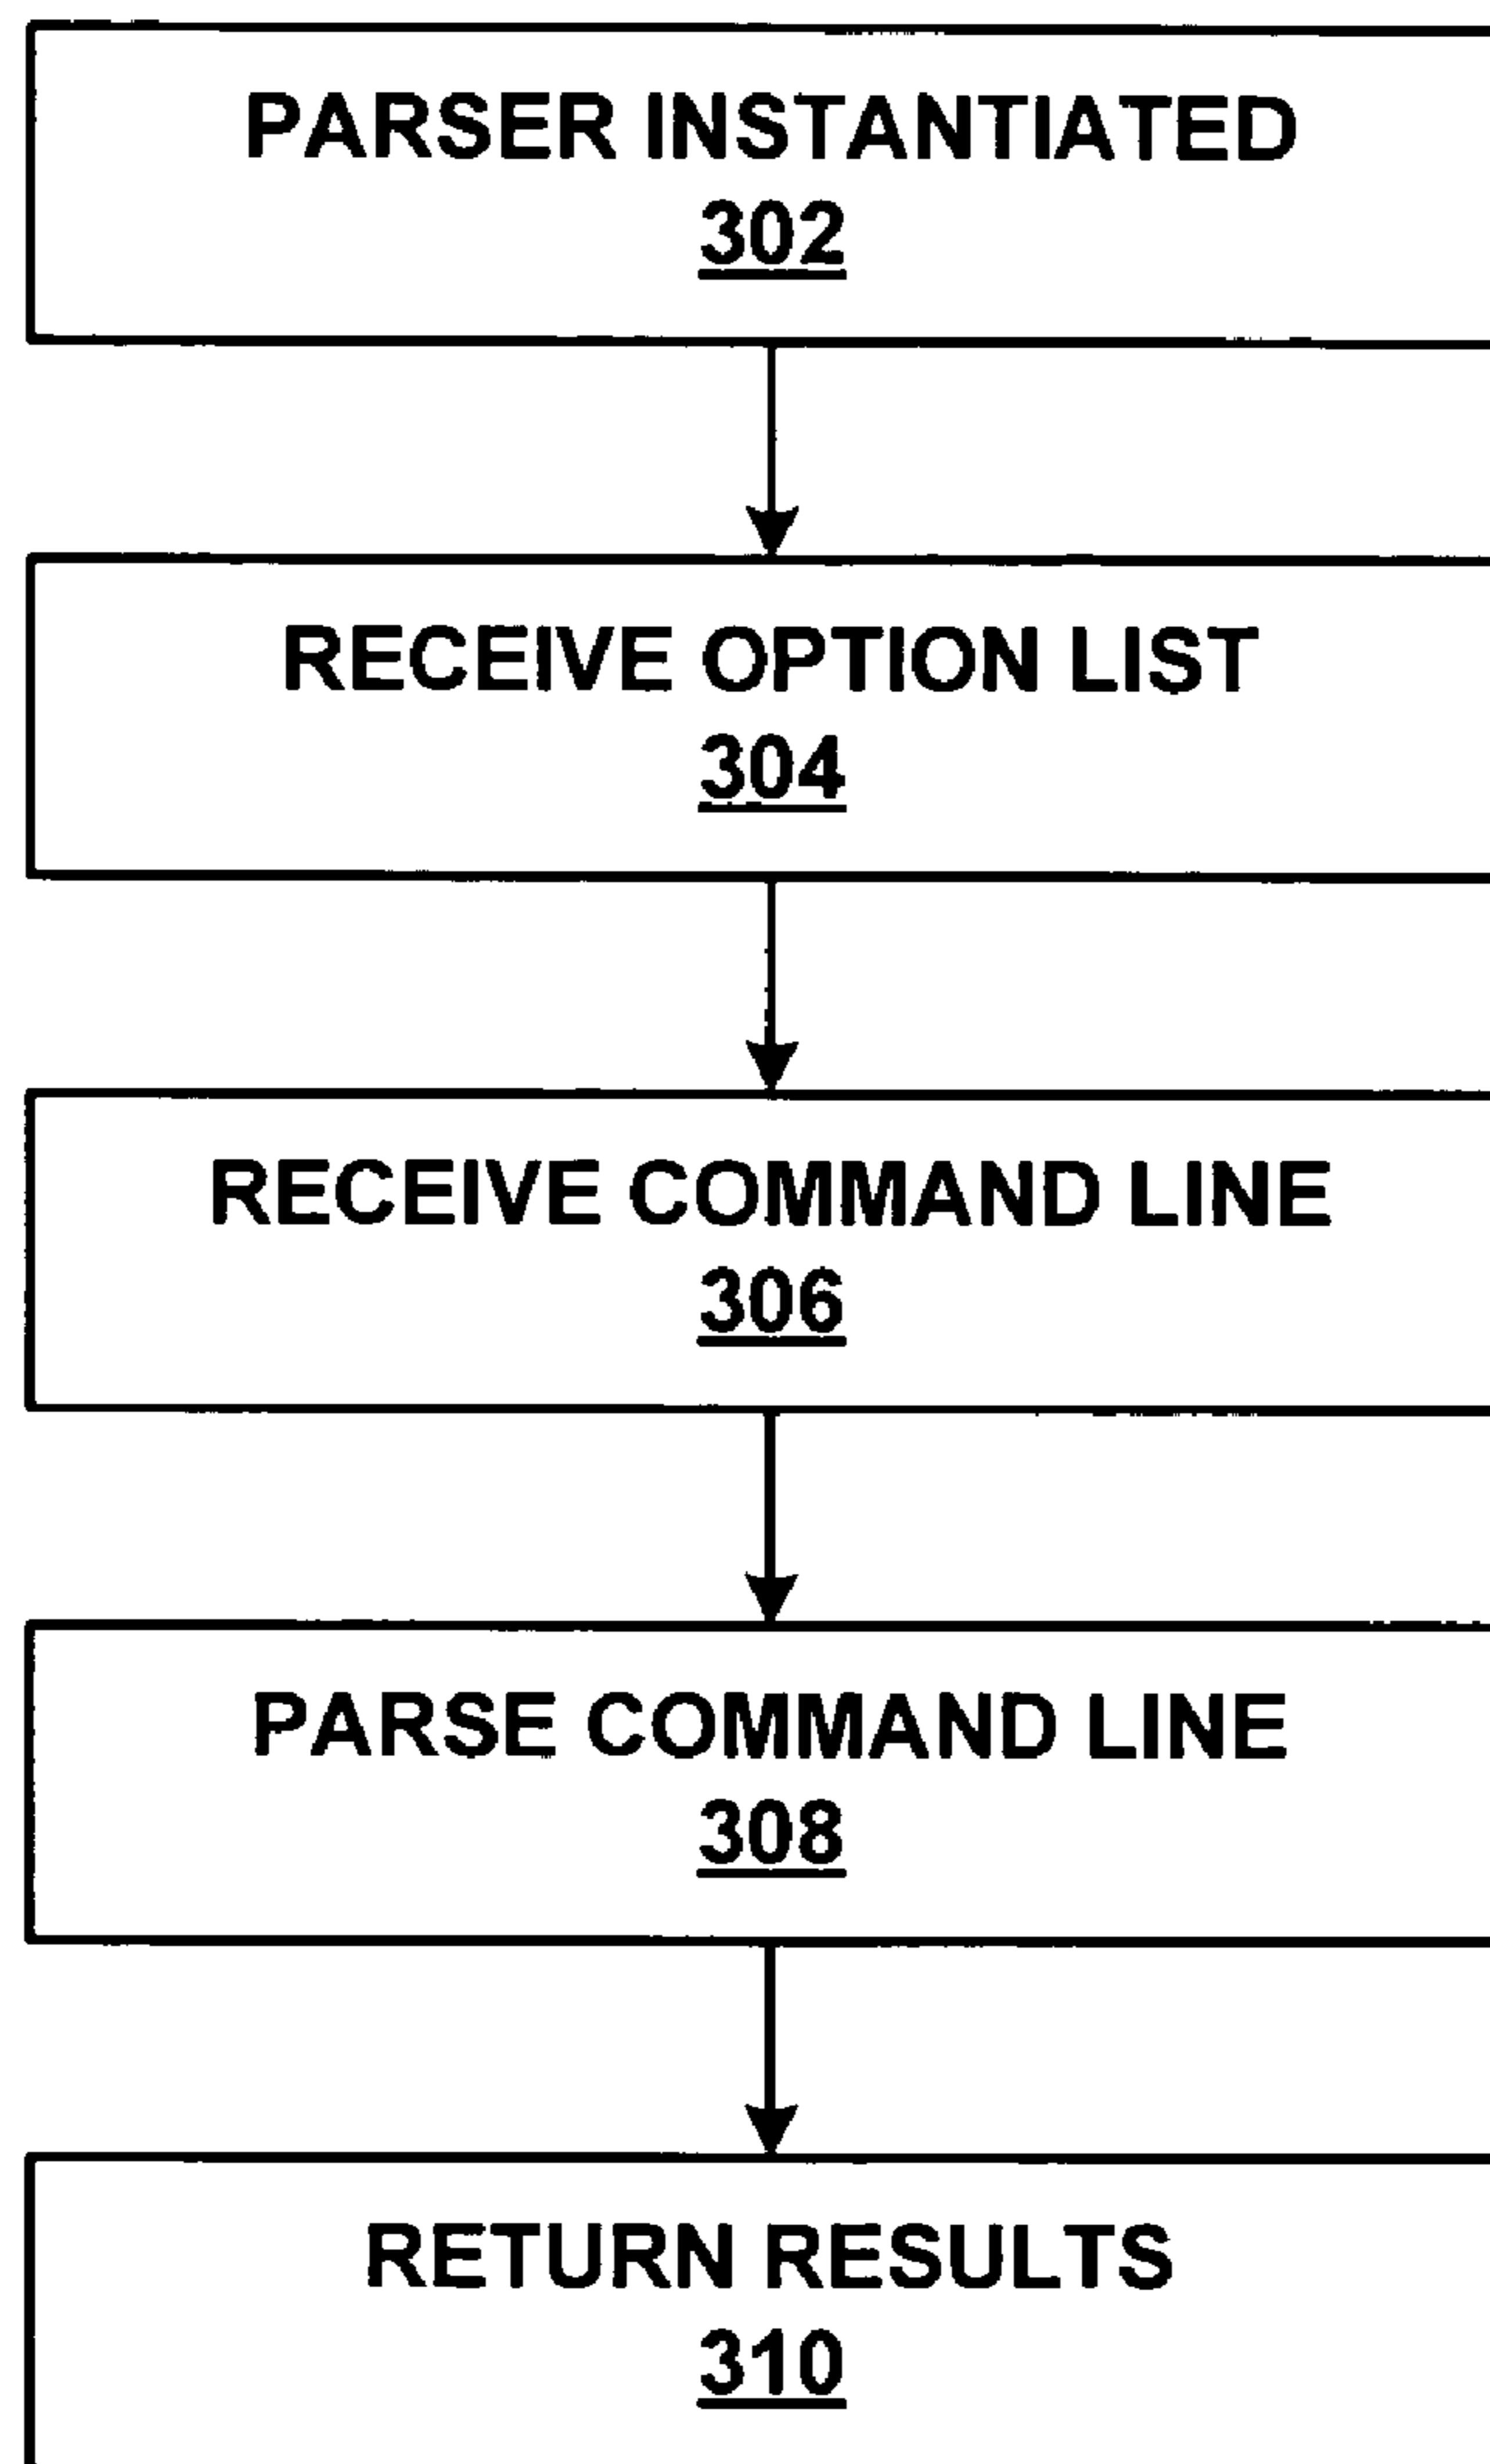 PARSER INSTANTIATED
302
RECEIVE OPTION LIST
304
RECEIVE COMMAND LINE
306
PARSE COMMAND LINE
308
RETURN RESULTS
310